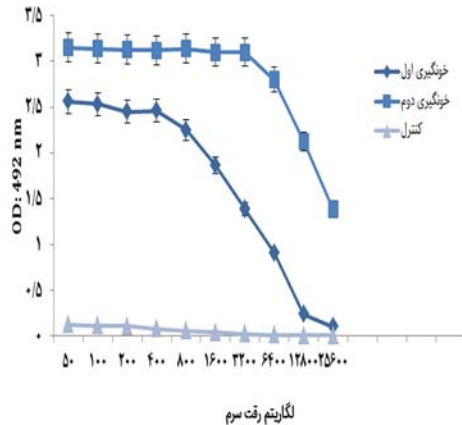 ۳/۵
۳
۲/۵
۲
۱/۵
۱
۰/۵
۰
OD: 492 nm
خونگیری اول
خونگیری دوم
کنترل
۵۰ ۱۰۰ ۲۰۰ ۴۰۰ ۸۰۰ ۱۶۰۰ ۳۲۰۰ ۶۴۰۰ ۱۲۸۰۰ ۲۵۶۰۰
لگاریتم رقت سرم